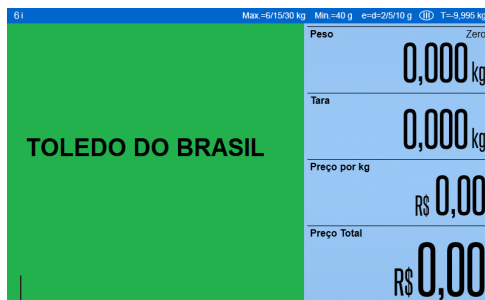 6 i Max.=6/15/30 kg Min.=40 g e=d=2/5/10 g III T=-9,995 kg
TOLEDO DO BRASIL
Peso Zero
0,000 kg
Tara
0,000 kg
Preço por kg
R$ 0,00
Preço Total
R$ 0,00